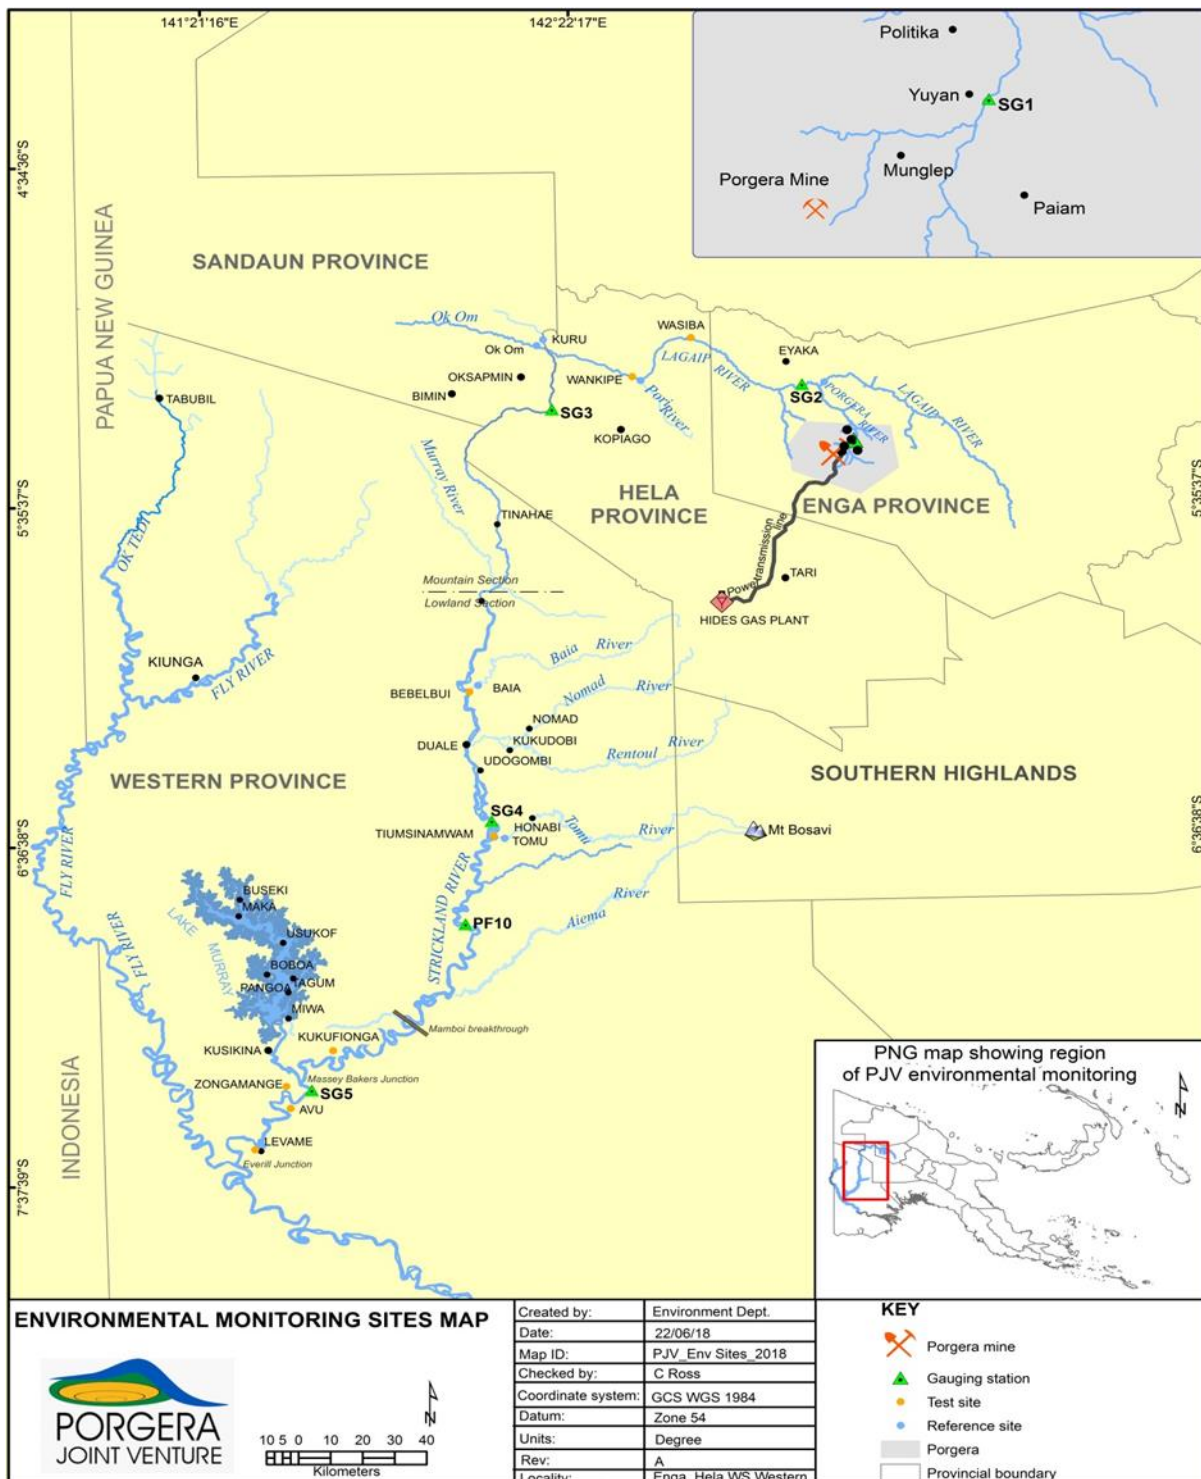 141°21'16"E
142°22'17"E
4°34'36"S
5°35'37"S
6°36'38"S
7°37'39"S
5°35'37"S
6°36'38"S
Politika
Yuyan
SG1
Munglep
Porgera Mine
Paiam
PAPUA NEW GUINEA
INDONESIA
SANDAUN PROVINCE
Ok Om
KURU
Ok Om
OKSAPMIN
BIMIN
SG3
WASIBA
WANKIPE
LAGAIP
RIVER
Pori
River
KOPIAGO
EYAKA
SG2
PORGERA
RIVER
LAGAIP
RIVER
TABUBIL
Murray River
HELA
PROVINCE
ENGA PROVINCE
TINAHAE
OK TEDI
Mountain Section
Lowland Section
Power transmission
line
TARI
HIDES GAS PLANT
KIUNGA
FLY RIVER
Baia River
BEBELBUI
BAIA
Nomad River
NOMAD
DUALE
KUKUDOBI
UDOGOMBI
Rentoul River
WESTERN PROVINCE
SOUTHERN HIGHLANDS
SG4
TIUMSINAMWAM
HONABI
TOMU
Tomu River
Mt Bosavi
FLY RIVER
STRICKLAND RIVER
Aiema River
BUSEKI
MAKA
LAKE
MURRAY
USUKOF
BOBOA
TAGUM
PANGOA
MIWA
PF10
FLY RIVER
Mamboi breakthrough
KUKUFIONGA
KUSIKINA
Massey Bakers Junction
ZONGAMANGE
SG5
AVU
LEVAME
Everill Junction
PNG map showing region
of PJV environmental monitoring
N
ENVIRONMENTAL MONITORING SITES MAP
PORGERA
JOINT VENTURE
N
10 5 0 10 20 30 40
Kilometers
Created by: Environment Dept.
Date: 22/06/18
Map ID: PJV_Env Sites_2018
Checked by: C Ross
Coordinate system: GCS WGS 1984
Datum: Zone 54
Units: Degree
Rev: A
Locality: Enga, Hela WS Western
KEY
Porgera mine
Gauging station
Test site
Reference site
Porgera
Provincial boundary